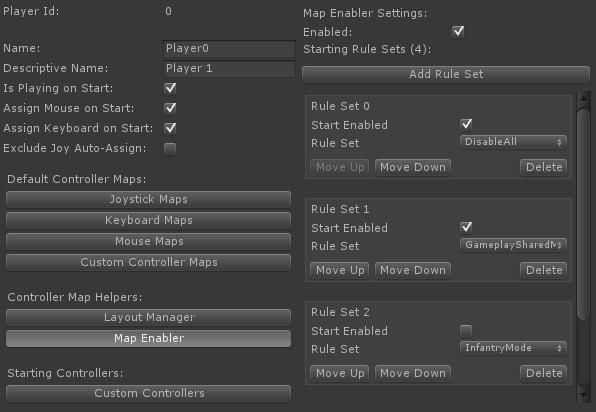 Player Id: 0
Name: Player0
Descriptive Name: Player 1
Is Playing on Start:
Assign Mouse on Start:
Assign Keyboard on Start:
Exclude Joy Auto-Assign:
Default Controller Maps:
Joystick Maps
Keyboard Maps
Mouse Maps
Custom Controller Maps
Controller Map Helpers:
Layout Manager
Map Enabler
Starting Controllers:
Custom Controllers
Map Enabler Settings:
Enabled:
Starting Rule Sets (4):
Add Rule Set
Rule Set 0
Start Enabled
Rule Set DisableAll
Move Up Move Down Delete
Rule Set 1
Start Enabled
Rule Set GameplaySharedM
Move Up Move Down Delete
Rule Set 2
Start Enabled
Rule Set InfantryMode
Move Up Move Down Delete